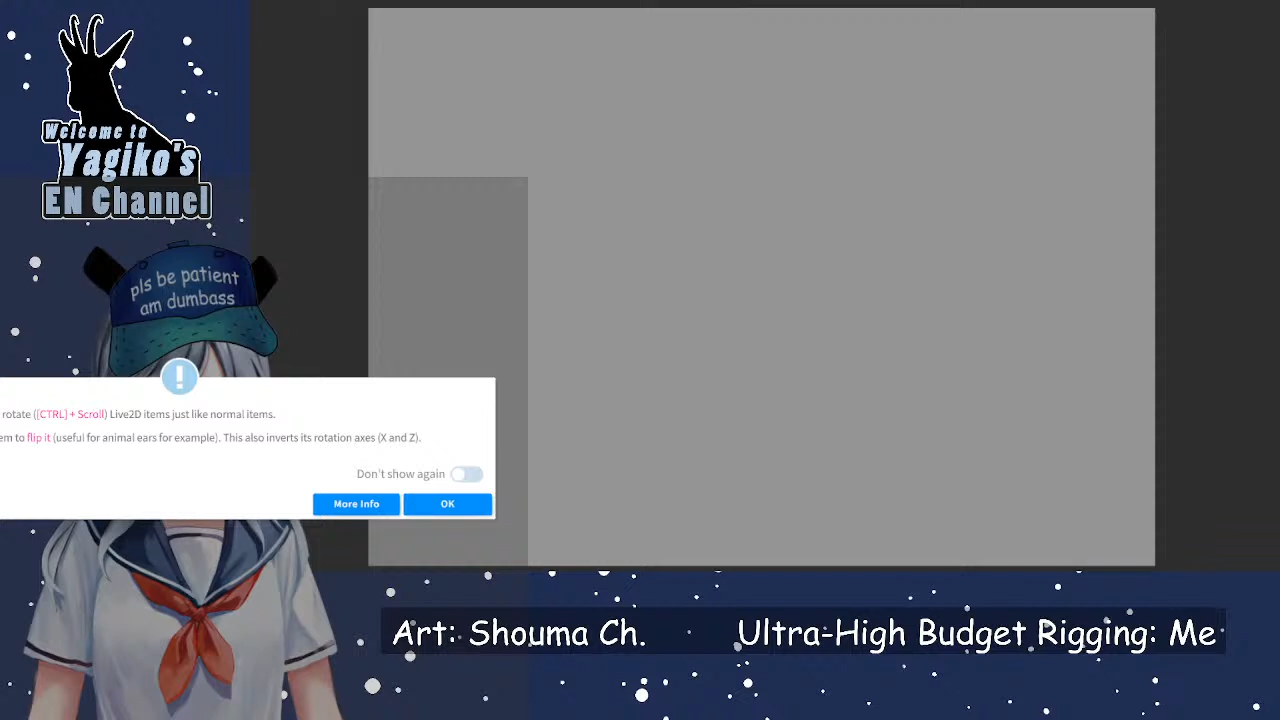 Welcome to
Yagiko's
EN Channel
pls be patient
am dumbass
rotate ([CTRL] + Scroll) Live2D items just like normal items.
em to flip it (useful for animal ears for example). This also inverts its rotation axes (X and Z).
Don't show again
More Info
OK
Art: Shouma Ch.
Ultra-High Budget Rigging: Me